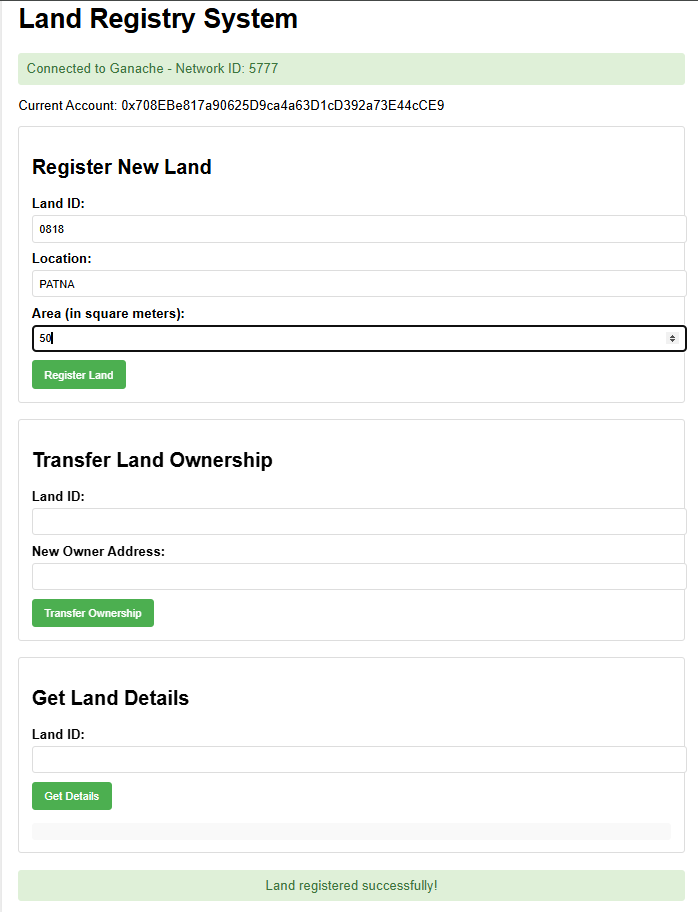 Land Registry System
Connected to Ganache - Network ID: 5777
Current Account: 0x708EBe817a90625D9ca4a63D1cD392a73E44cCE9
Register New Land
Land ID:
0818
Location:
PATNA
Area (in square meters):
50
Register Land
Transfer Land Ownership
Land ID:
New Owner Address:
Transfer Ownership
Get Land Details
Land ID:
Get Details
Land registered successfully!